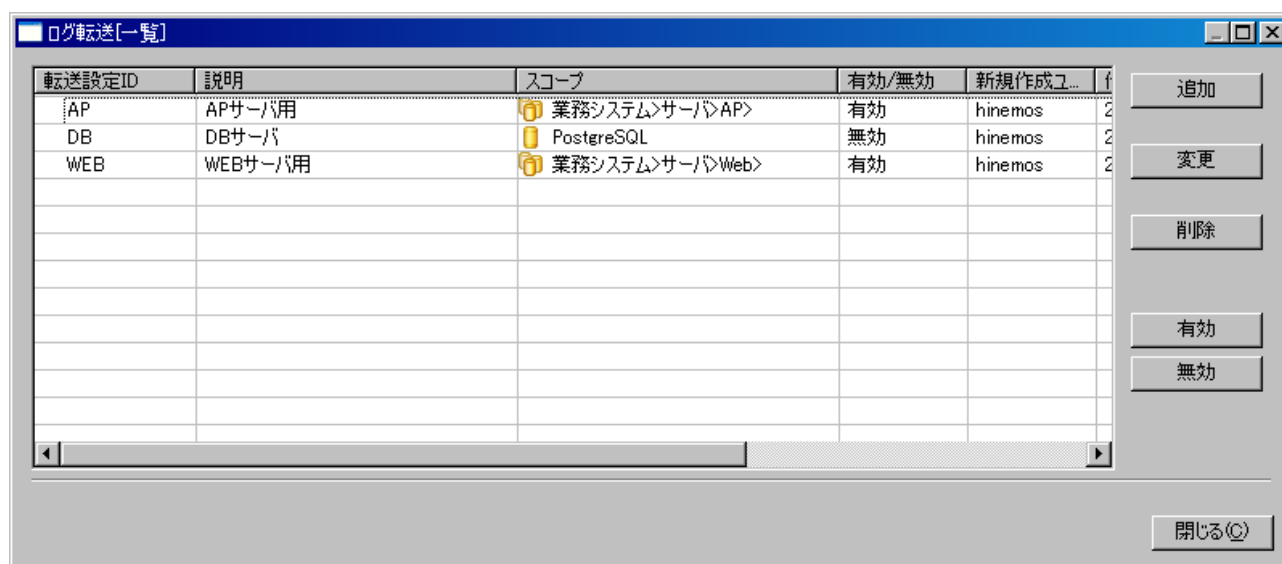 ログ転送[一覧]
転送設定ID 説明 スコープ 有効/無効 新規作成ユ...
AP APサーバ用 業務システム>サーバ>AP> 有効 hinemos 2
DB DBサーバ PostgreSQL 無効 hinemos 2
WEB WEBサーバ用 業務システム>サーバ>Web> 有効 hinemos 2
追加
変更
削除
有効
無効
閉じる(C)